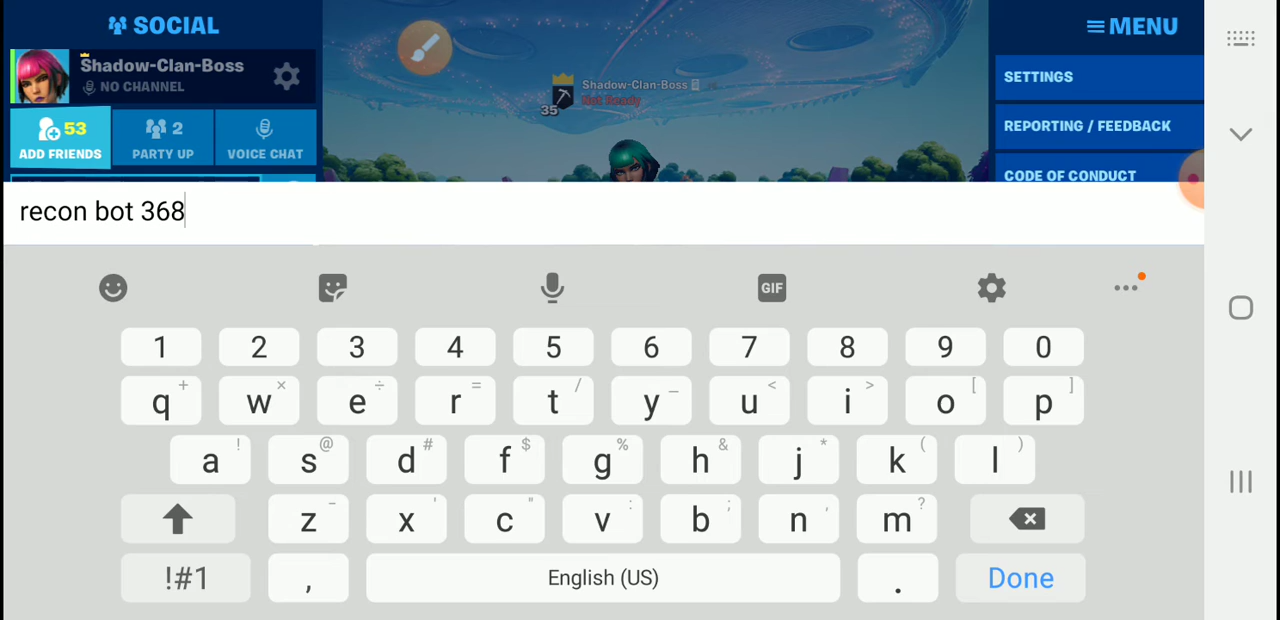 SOCIAL
MENU
Shadow-Clan-Boss
NO CHANNEL
Shadow-Clan-Boss
Not Ready
35
SETTINGS
53
ADD FRIENDS
2
PARTY UP
VOICE CHAT
REPORTING / FEEDBACK
CODE OF CONDUCT
recon bot 368
GIF
1 2 3 4 5 6 7 8 9 0
+ × ÷ = / _ < > [ ]
q w e r t y u i o p
! @ # $ % & * ( )
a s d f g h j k l
- ' " : ; , ?
z x c v b n m
!#1 , English (US) . Done